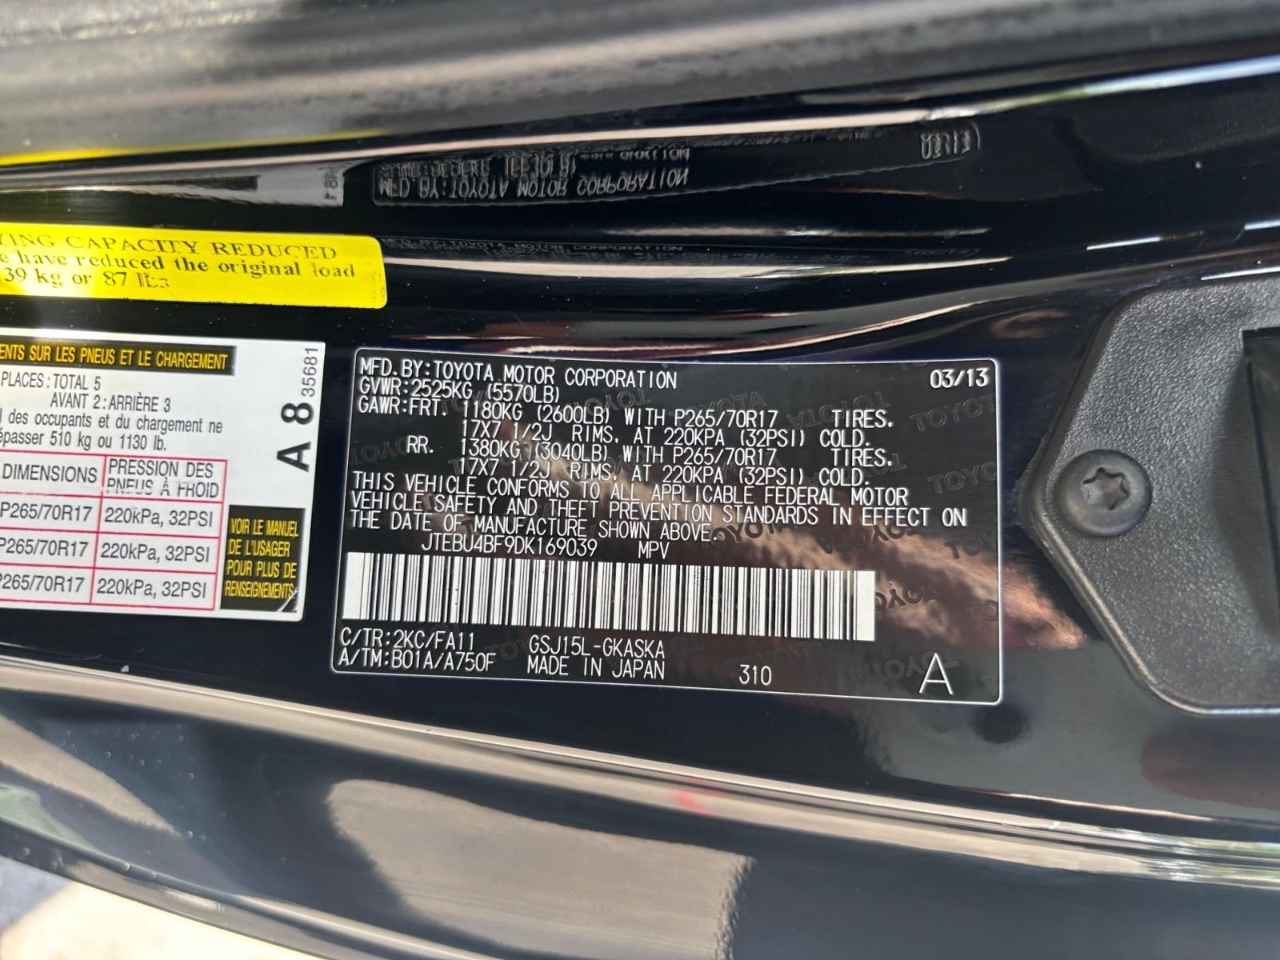 TING CAPACITY REDUCED
e have reduced the original load
39 kg or 87 lbs
ENTS SUR LES PNEUS ET LE CHARGEMENT
PLACES : TOTAL 5
AVANT 2 : ARRIÈRE 3
l des occupants et du chargement ne
épasser 510 kg ou 1130 lb.
DIMENSIONS PRESSION DES PNEUS À FROID
P265/70R17 220kPa, 32PSI
P265/70R17 220kPa, 32PSI
P265/70R17 220kPa, 32PSI
VOIR LE MANUEL
DE L'USAGER
POUR PLUS DE
RENSEIGNEMENTS
A 8 35681
MFD. BY: TOYOTA MOTOR CORPORATION 03/13
GVWR: 2525KG (5570LB)
GAWR: FRT. 1180KG (2600LB) WITH P265/70R17 TIRES.
17X7 1/2J RIMS. AT 220KPA (32PSI) COLD.
RR. 1380KG (3040LB) WITH P265/70R17 TIRES.
17X7 1/2J RIMS. AT 220KPA (32PSI) COLD.
THIS VEHICLE CONFORMS TO ALL APPLICABLE FEDERAL MOTOR
VEHICLE SAFETY AND THEFT PREVENTION STANDARDS IN EFFECT ON
THE DATE OF MANUFACTURE SHOWN ABOVE.
JTEBU4BF9DK169039 MPV
C/TR: 2KC/FA11 GSJ15L-GKASKA
A/TM: B01A/A750F MADE IN JAPAN 310 A